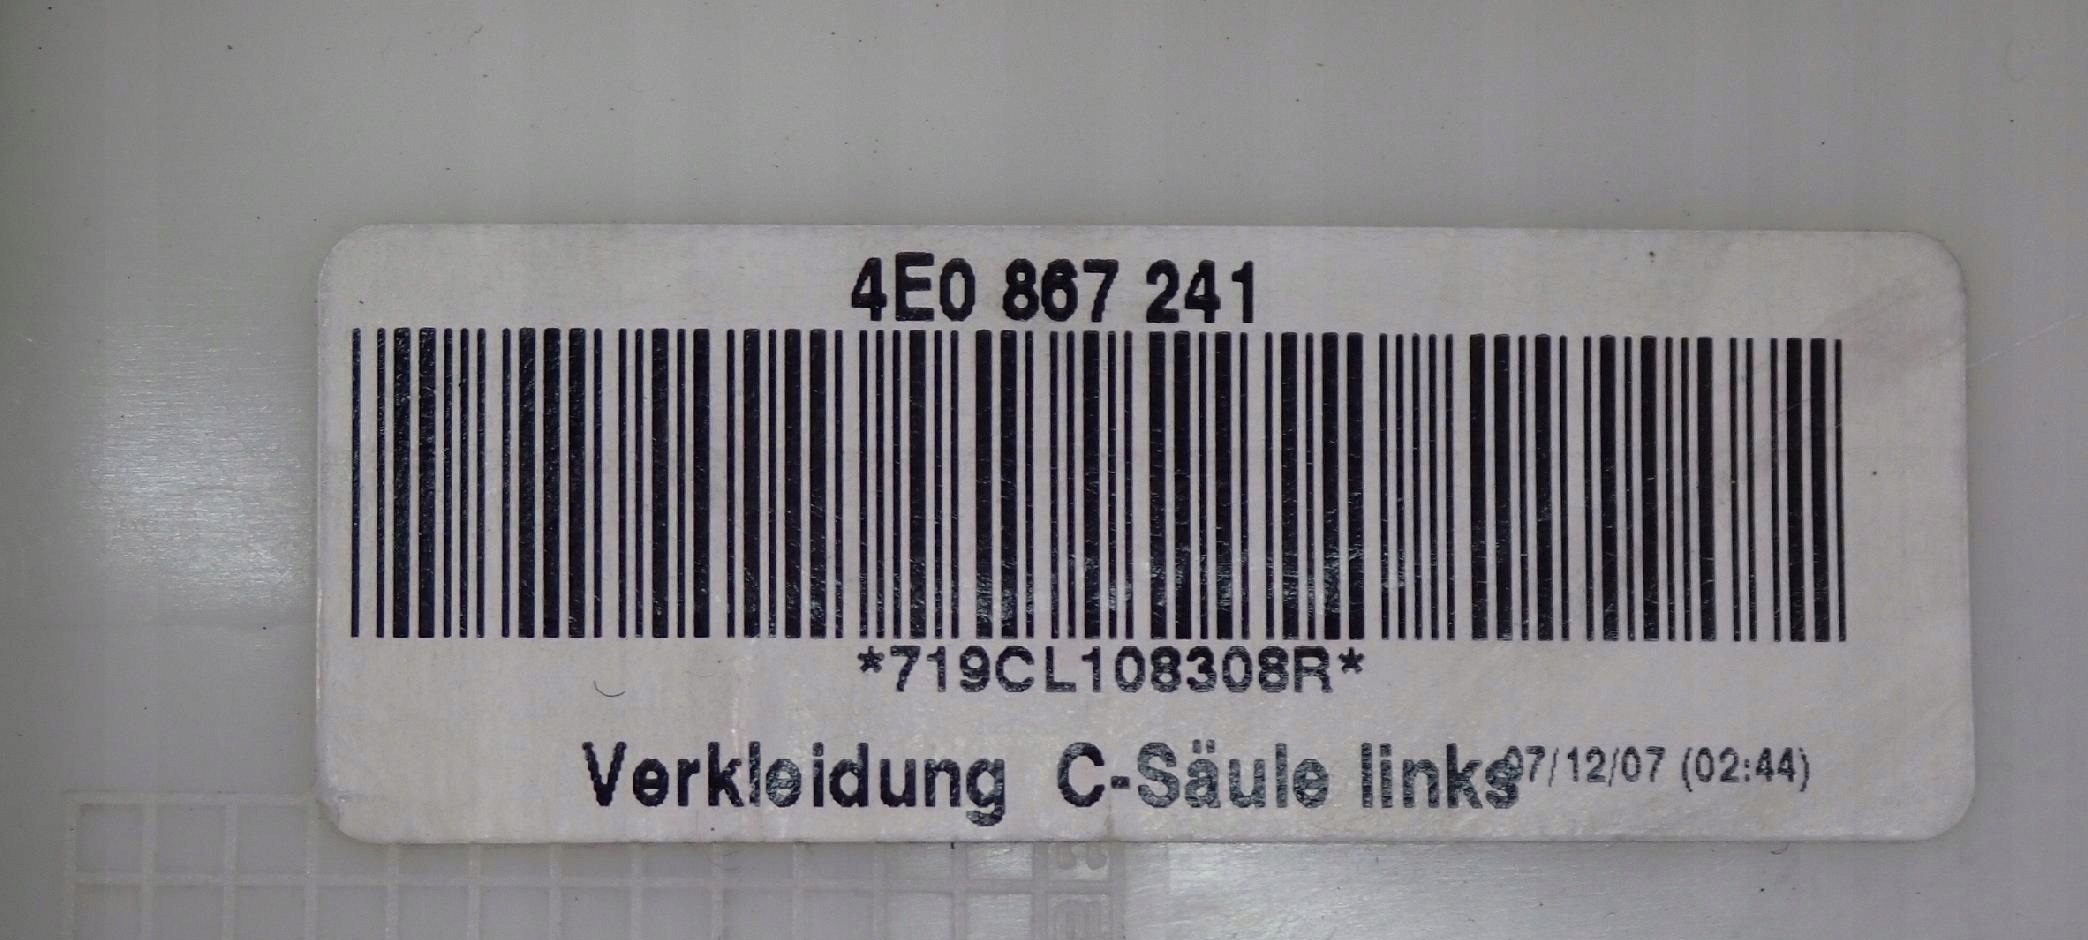 4E0 867 241
*719CL108308R*
Verkleidung C-Säule links 07/12/07 (02:44)